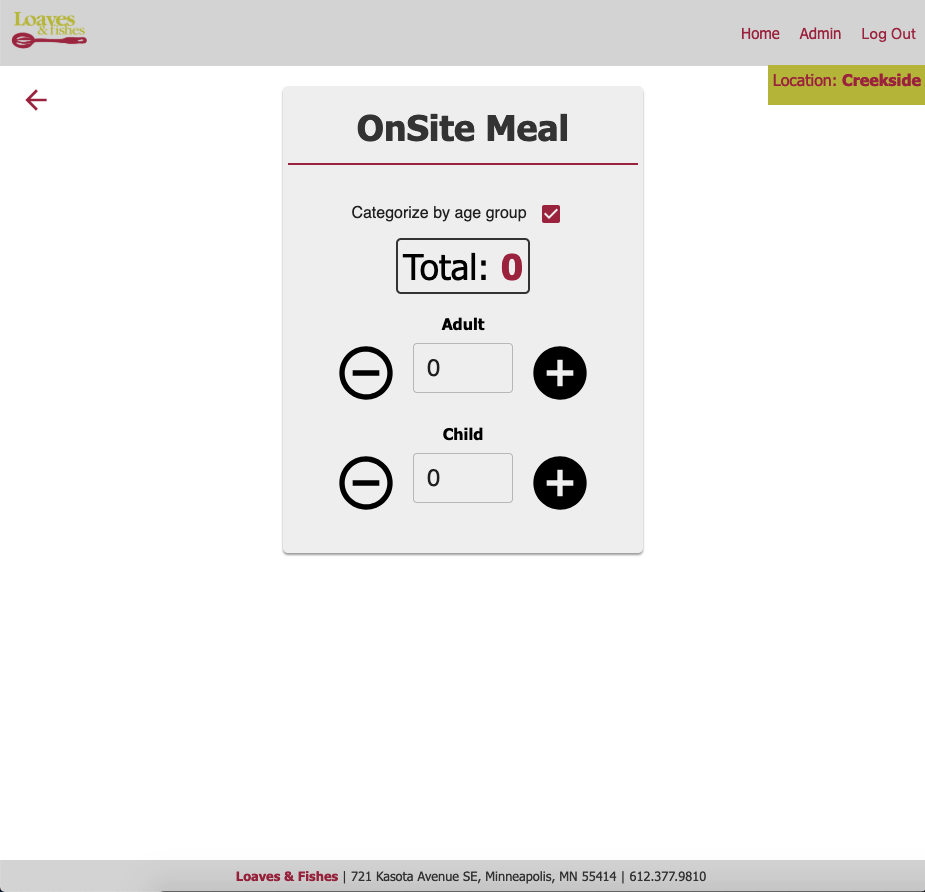 Loaves
& Fishes
Home Admin Log Out
Location: Creekside
OnSite Meal
Categorize by age group
Total: 0
Adult
0
Child
0
Loaves & Fishes | 721 Kasota Avenue SE, Minneapolis, MN 55414 | 612.377.9810